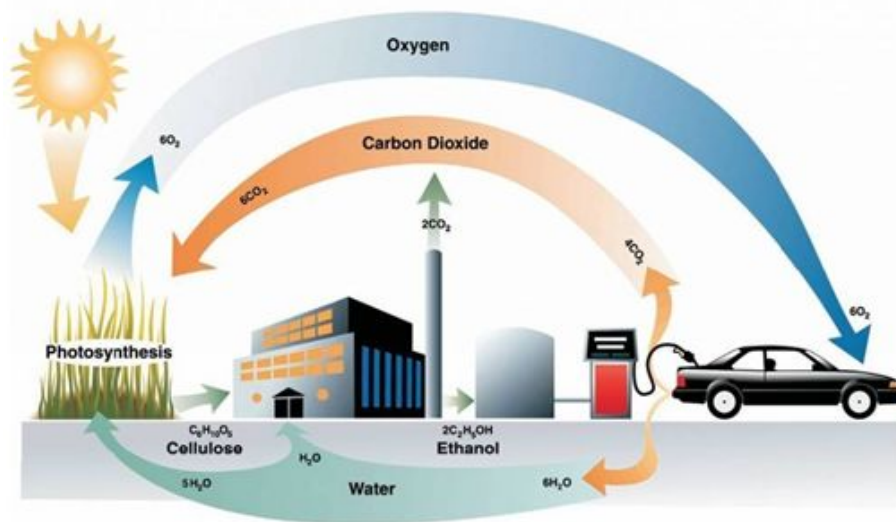 Oxygen
6O₂
Carbon Dioxide
6CO₂
2CO₂
4CO₂
6O₂
Photosynthesis
C₆H₁₀O₅
Cellulose
2C₂H₅OH
Ethanol
H₂O
5H₂O
Water
6H₂O